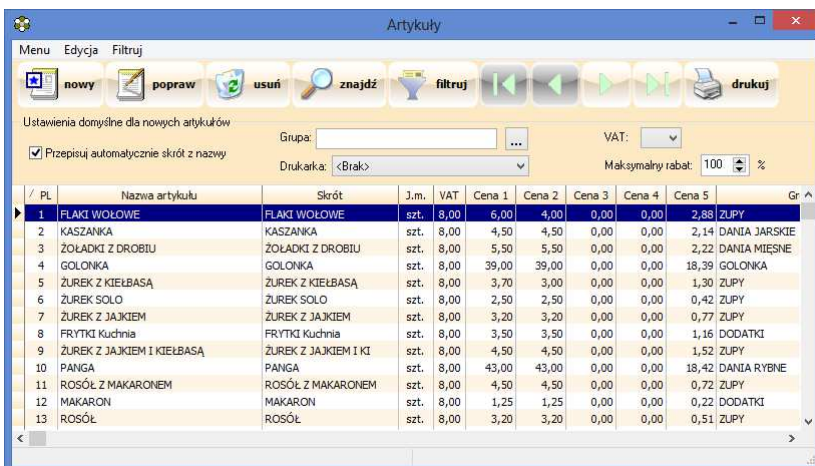 Artykuły
Menu Edycja Filtruj
nowy popraw usuń znajdź filtruj drukuj
Ustawienia domyślne dla nowych artykułów
Przepisuj automatycznie skrót z nazwy
Grupa: ... VAT:
Drukarka: <Brak> Maksymalny rabat: 100 %
PL Nazwa artykułu Skrót J.m. VAT Cena 1 Cena 2 Cena 3 Cena 4 Cena 5 Gr
1 FLAKI WOŁOWE FLAKI WOŁOWE szt. 8,00 6,00 4,00 0,00 0,00 2,88 ZUPY
2 KASZANKA KASZANKA szt. 8,00 4,50 4,50 0,00 0,00 2,14 DANIA JARSKIE
3 ŻOŁADKI Z DROBIU ŻOŁADKI Z DROBIU szt. 8,00 5,50 5,50 0,00 0,00 2,22 DANIA MIĘSNE
4 GOLONKA GOLONKA szt. 8,00 39,00 39,00 0,00 0,00 18,39 GOLONKA
5 ŻUREK Z KIEŁBASĄ ŻUREK Z KIEŁBASĄ szt. 8,00 3,70 3,00 0,00 0,00 1,30 ZUPY
6 ŻUREK SOLO ŻUREK SOLO szt. 8,00 2,50 2,50 0,00 0,00 0,42 ZUPY
7 ŻUREK Z JAJKIEM ŻUREK Z JAJKIEM szt. 8,00 3,20 3,20 0,00 0,00 0,77 ZUPY
8 FRYTKI Kuchnia FRYTKI Kuchnia szt. 8,00 3,50 3,50 0,00 0,00 1,16 DODATKI
9 ŻUREK Z JAJKIEM I KIEŁBASĄ ŻUREK Z JAJKIEM I KI szt. 8,00 4,50 4,50 0,00 0,00 1,52 ZUPY
10 PANGA PANGA szt. 8,00 43,00 43,00 0,00 0,00 18,42 DANIA RYBNE
11 ROSÓŁ Z MAKARONEM ROSÓŁ Z MAKARONEM szt. 8,00 4,50 4,50 0,00 0,00 0,72 ZUPY
12 MAKARON MAKARON szt. 8,00 1,25 1,25 0,00 0,00 0,22 DODATKI
13 ROSÓŁ ROSÓŁ szt. 8,00 3,20 3,20 0,00 0,00 0,51 ZUPY